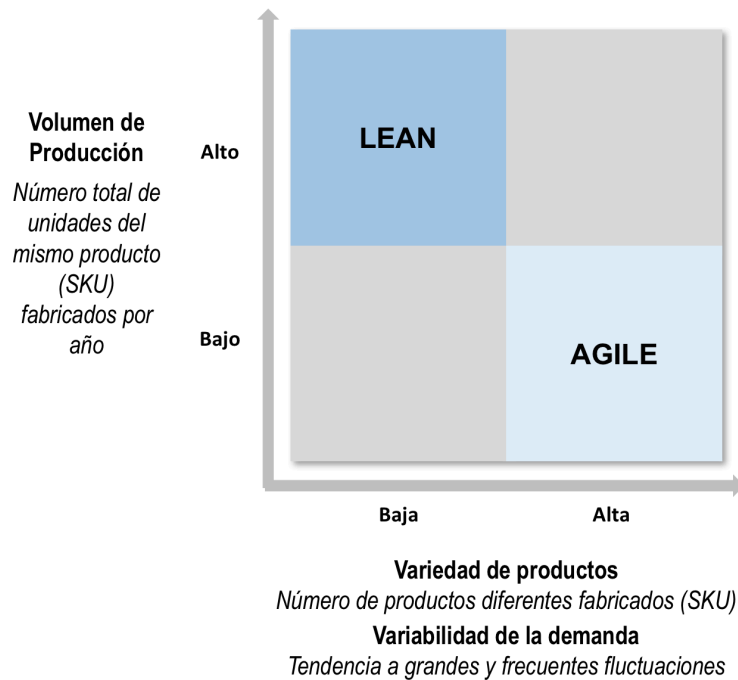 Volumen de
Producción
Número total de
unidades del
mismo producto
(SKU)
fabricados por
año
Alto
Bajo
LEAN
AGILE
Baja
Alta
Variedad de productos
Número de productos diferentes fabricados (SKU)
Variabilidad de la demanda
Tendencia a grandes y frecuentes fluctuaciones